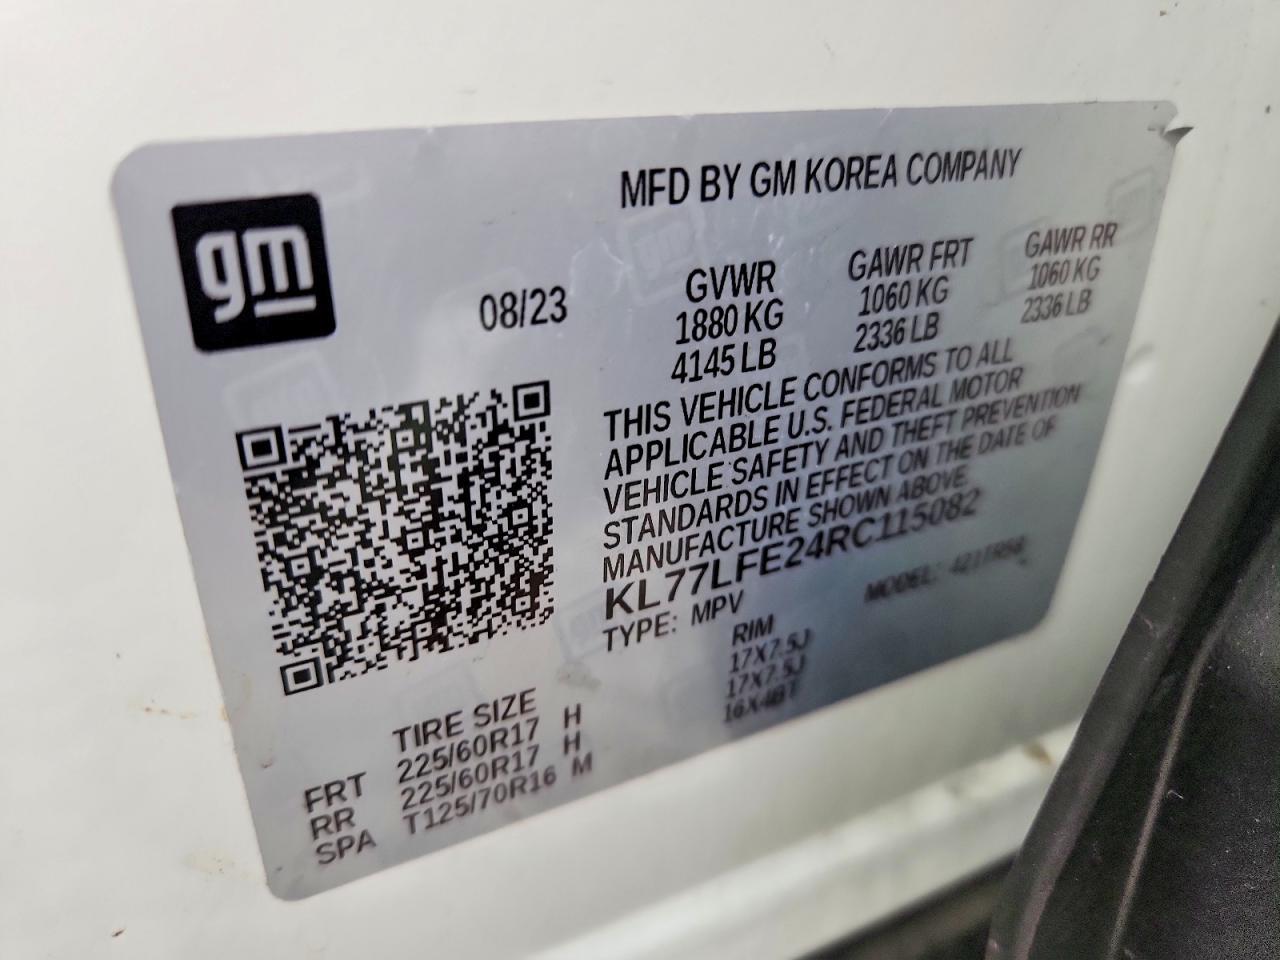 gm
MFD BY GM KOREA COMPANY
08/23
GVWR GAWR FRT GAWR RR
1880 KG 1060 KG 1060 KG
4145 LB 2336 LB 2336 LB
THIS VEHICLE CONFORMS TO ALL
APPLICABLE U.S. FEDERAL MOTOR
VEHICLE SAFETY AND THEFT PREVENTION
STANDARDS IN EFFECT ON THE DATE OF
MANUFACTURE SHOWN ABOVE.
KL77LFE24RC115082
TYPE: MPV MODEL:
TIRE SIZE RIM
FRT 225/60R17 H 17X7.5J
RR 225/60R17 H 17X7.5J
SPA T125/70R16 M 16X4BT